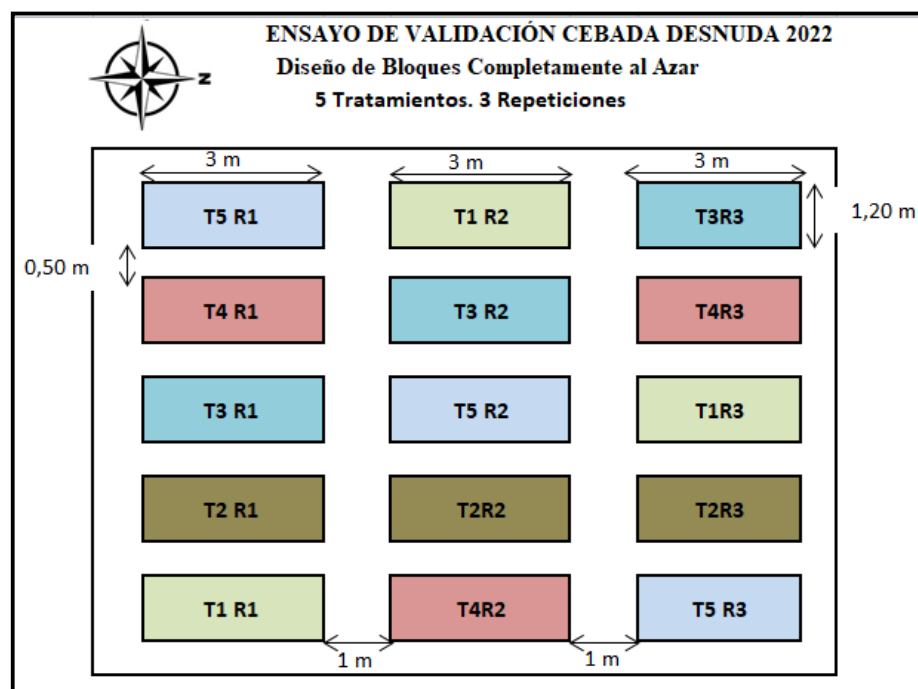 ENSAYO DE VALIDACIÓN CEBADA DESNUDA 2022
Diseño de Bloques Completamente al Azar
5 Tratamientos. 3 Repeticiones
N
3 m 3 m 3 m
T5 R1 T1 R2 T3R3
1,20 m
0,50 m
T4 R1 T3 R2 T4R3
T3 R1 T5 R2 T1R3
T2 R1 T2R2 T2R3
T1 R1 T4R2 T5 R3
1 m 1 m